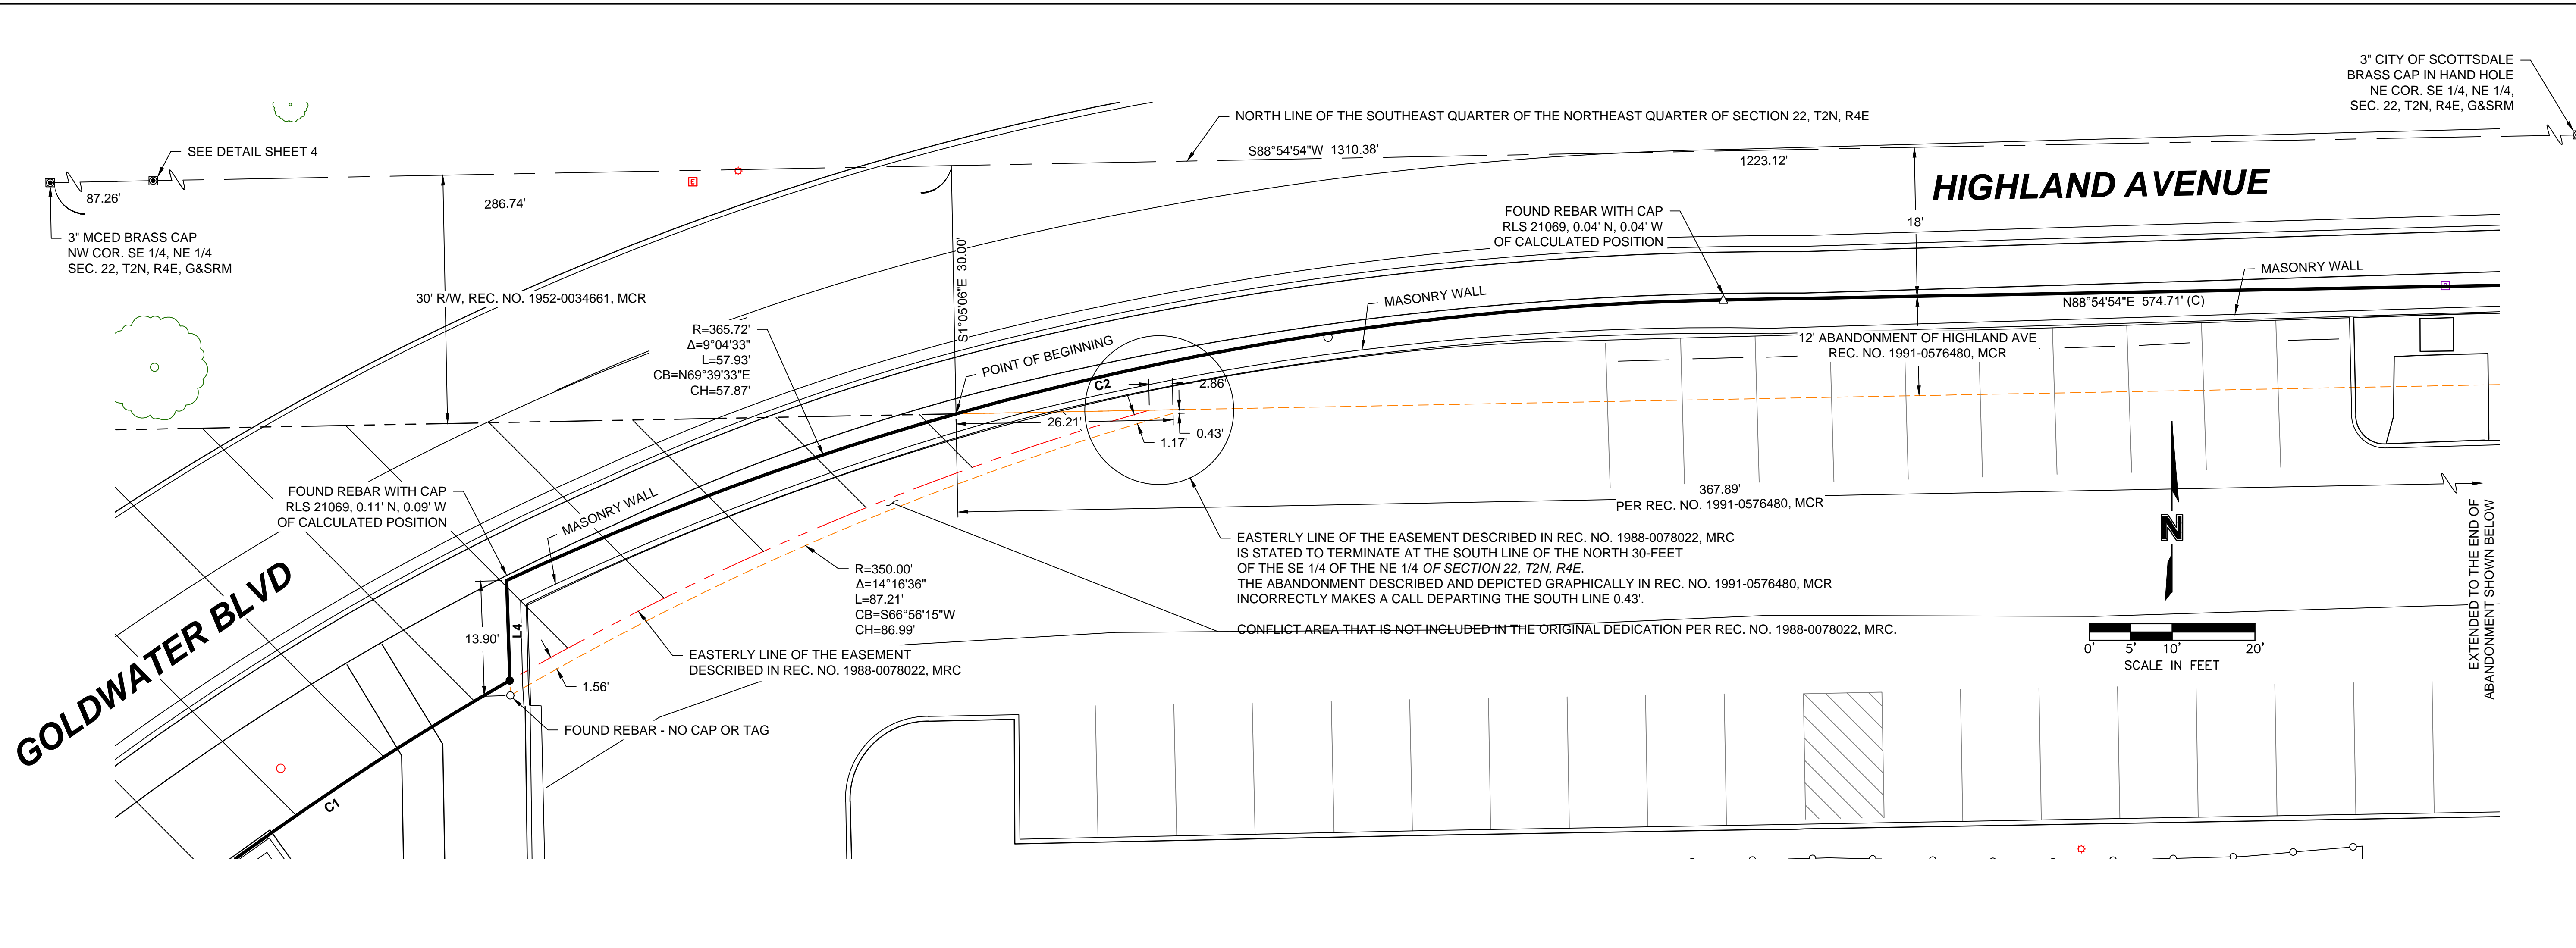 3" CITY OF SCOTTSDALE
BRASS CAP IN HAND HOLE
NE COR. SE 1/4, NE 1/4,
SEC. 22, T2N, R4E, G&SRM
NORTH LINE OF THE SOUTHEAST QUARTER OF THE NORTHEAST QUARTER OF SECTION 22, T2N, R4E
S88°54'54"W 1310.38'
1223.12'
SEE DETAIL SHEET 4
87.26'
286.74'
E
3" MCED BRASS CAP
NW COR. SE 1/4, NE 1/4
SEC. 22, T2N, R4E, G&SRM
HIGHLAND AVENUE
FOUND REBAR WITH CAP
RLS 21069, 0.04' N, 0.04' W
OF CALCULATED POSITION
18'
MASONRY WALL
N88°54'54"E 574.71' (C)
30' R/W, REC. NO. 1952-0034661, MCR
S1°05'06"E 30.00'
MASONRY WALL
R=365.72'
Δ=9°04'33"
L=57.93'
CB=N69°39'33"E
CH=57.87'
POINT OF BEGINNING
12' ABANDONMENT OF HIGHLAND AVE
REC. NO. 1991-0576480, MCR
C2
2.86'
26.21'
0.43'
1.17'
FOUND REBAR WITH CAP
RLS 21069, 0.11' N, 0.09' W
OF CALCULATED POSITION
MASONRY WALL
367.89'
PER REC. NO. 1991-0576480, MCR
N
EXTENDED TO THE END OF
ABANDONMENT SHOWN BELOW
EASTERLY LINE OF THE EASEMENT DESCRIBED IN REC. NO. 1988-0078022, MRC
IS STATED TO TERMINATE AT THE SOUTH LINE OF THE NORTH 30-FEET
OF THE SE 1/4 OF THE NE 1/4 OF SECTION 22, T2N, R4E.
THE ABANDONMENT DESCRIBED AND DEPICTED GRAPHICALLY IN REC. NO. 1991-0576480, MCR
INCORRECTLY MAKES A CALL DEPARTING THE SOUTH LINE 0.43'.
CONFLICT AREA THAT IS NOT INCLUDED IN THE ORIGINAL DEDICATION PER REC. NO. 1988-0078022, MRC.
R=350.00'
Δ=14°16'36"
L=87.21'
CB=S66°56'15"W
CH=86.99'
GOLDWATER BLVD
13.90'
L4
0' 5' 10' 20'
SCALE IN FEET
EASTERLY LINE OF THE EASEMENT
DESCRIBED IN REC. NO. 1988-0078022, MRC
1.56'
FOUND REBAR - NO CAP OR TAG
C1